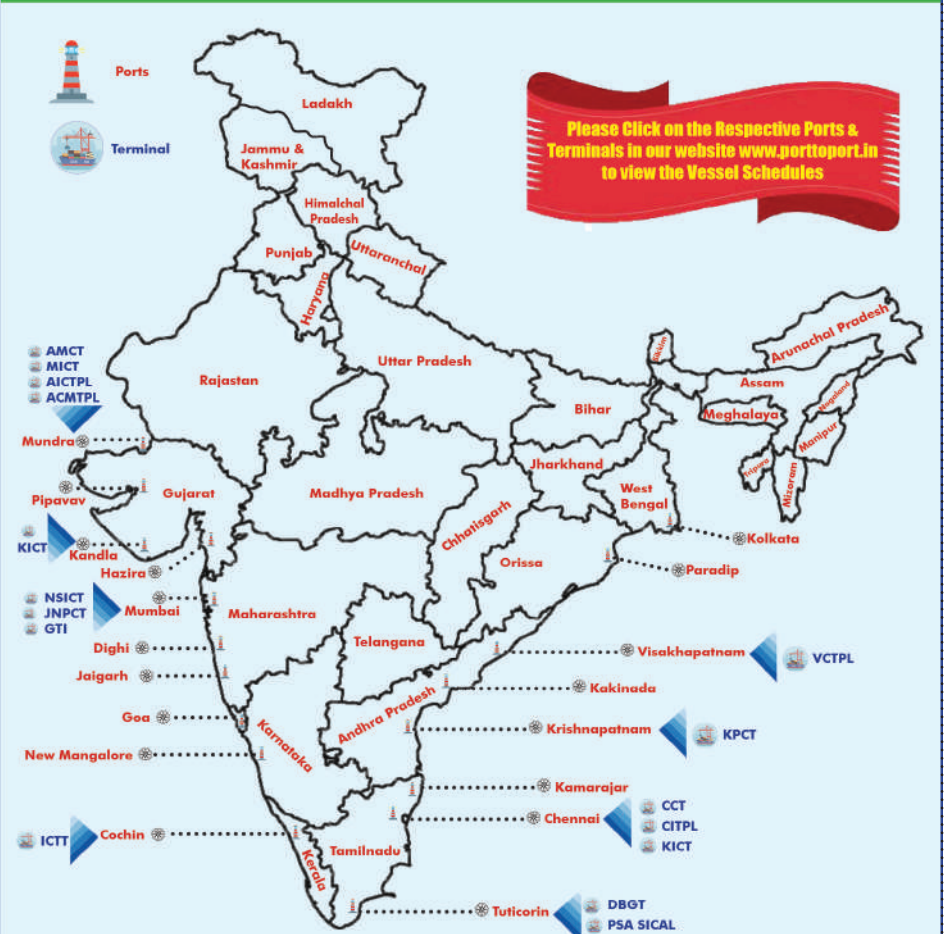 Ports
Terminal
Please Click on the Respective Ports &
Terminals in our website www.porttoport.in
to view the Vessel Schedules
Ladakh
Jammu &
Kashmir
Himalchal
Pradesh
Punjab
Uttaranchal
Haryana
Rajastan
Uttar Pradesh
Sikkim
Arunachal Pradesh
Assam
Nagaland
Meghalaya
Manipur
Tripura
Mizoram
Bihar
Jharkhand
West
Bengal
AMCT
MICT
AICTPL
ACMTPL
Mundra
Pipavav
Gujarat
Madhya Pradesh
Chhatisgarh
Orissa
KICT
Kandla
Hazira
Kolkata
Paradip
NSICT
JNPCT
GTI
Mumbai
Maharashtra
Telangana
Dighi
Jaigarh
Visakhapatnam
VCTPL
Kakinada
Goa
Karnataka
Andhra Pradesh
Krishnapatnam
KPCT
New Mangalore
Kamarajar
Chennai
CCT
CITPL
KICT
ICTT
Cochin
Kerala
Tamilnadu
Tuticorin
DBGT
PSA SICAL